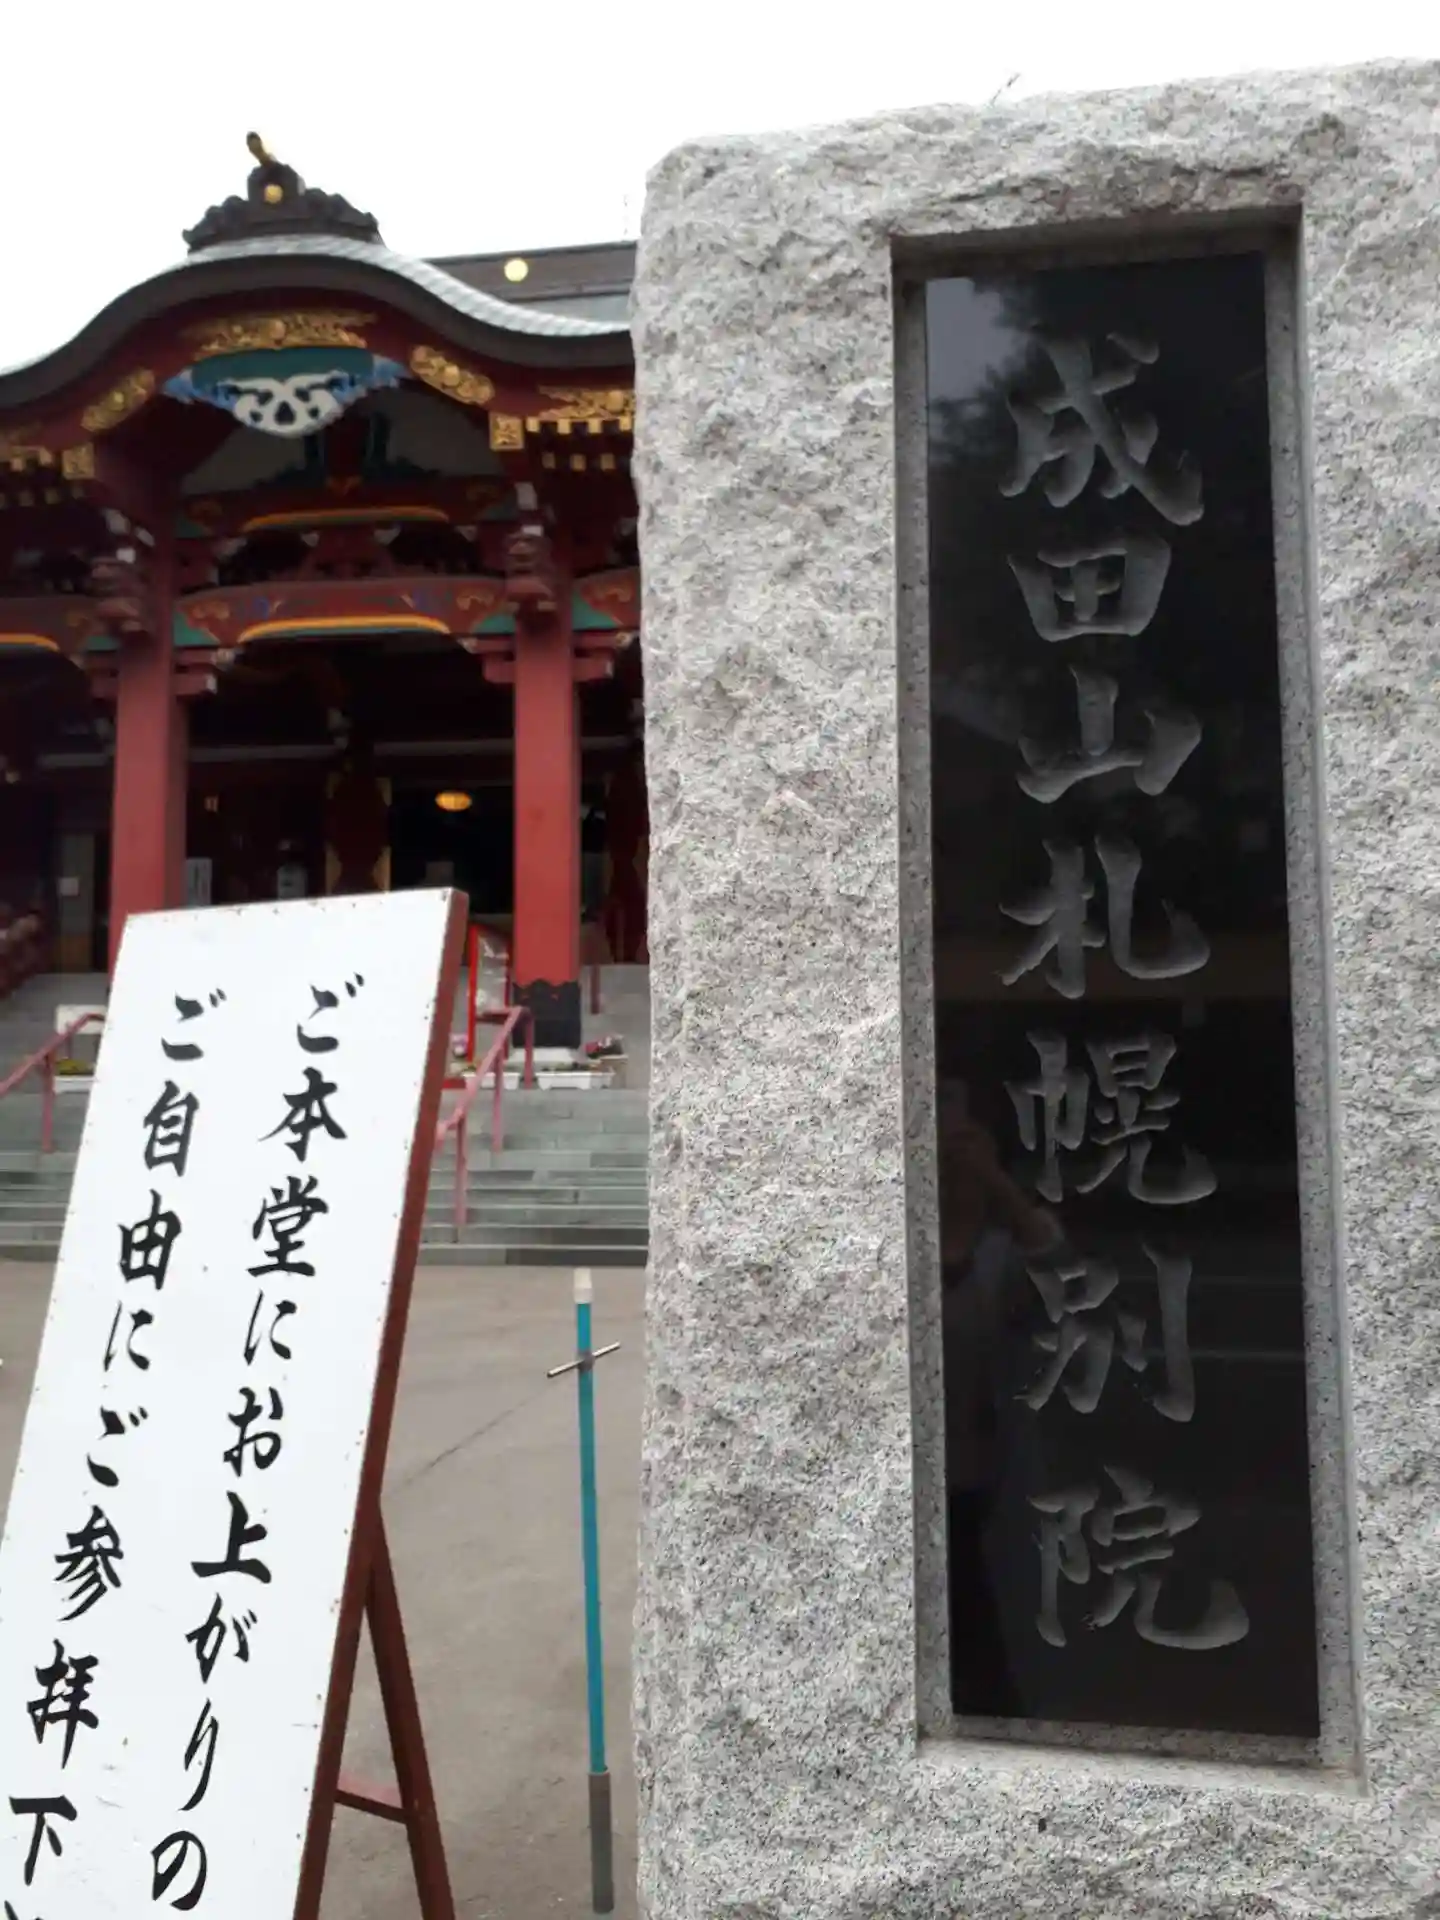 成田山札幌別院
ご本堂にお上がりの
ご自由にご参拝下